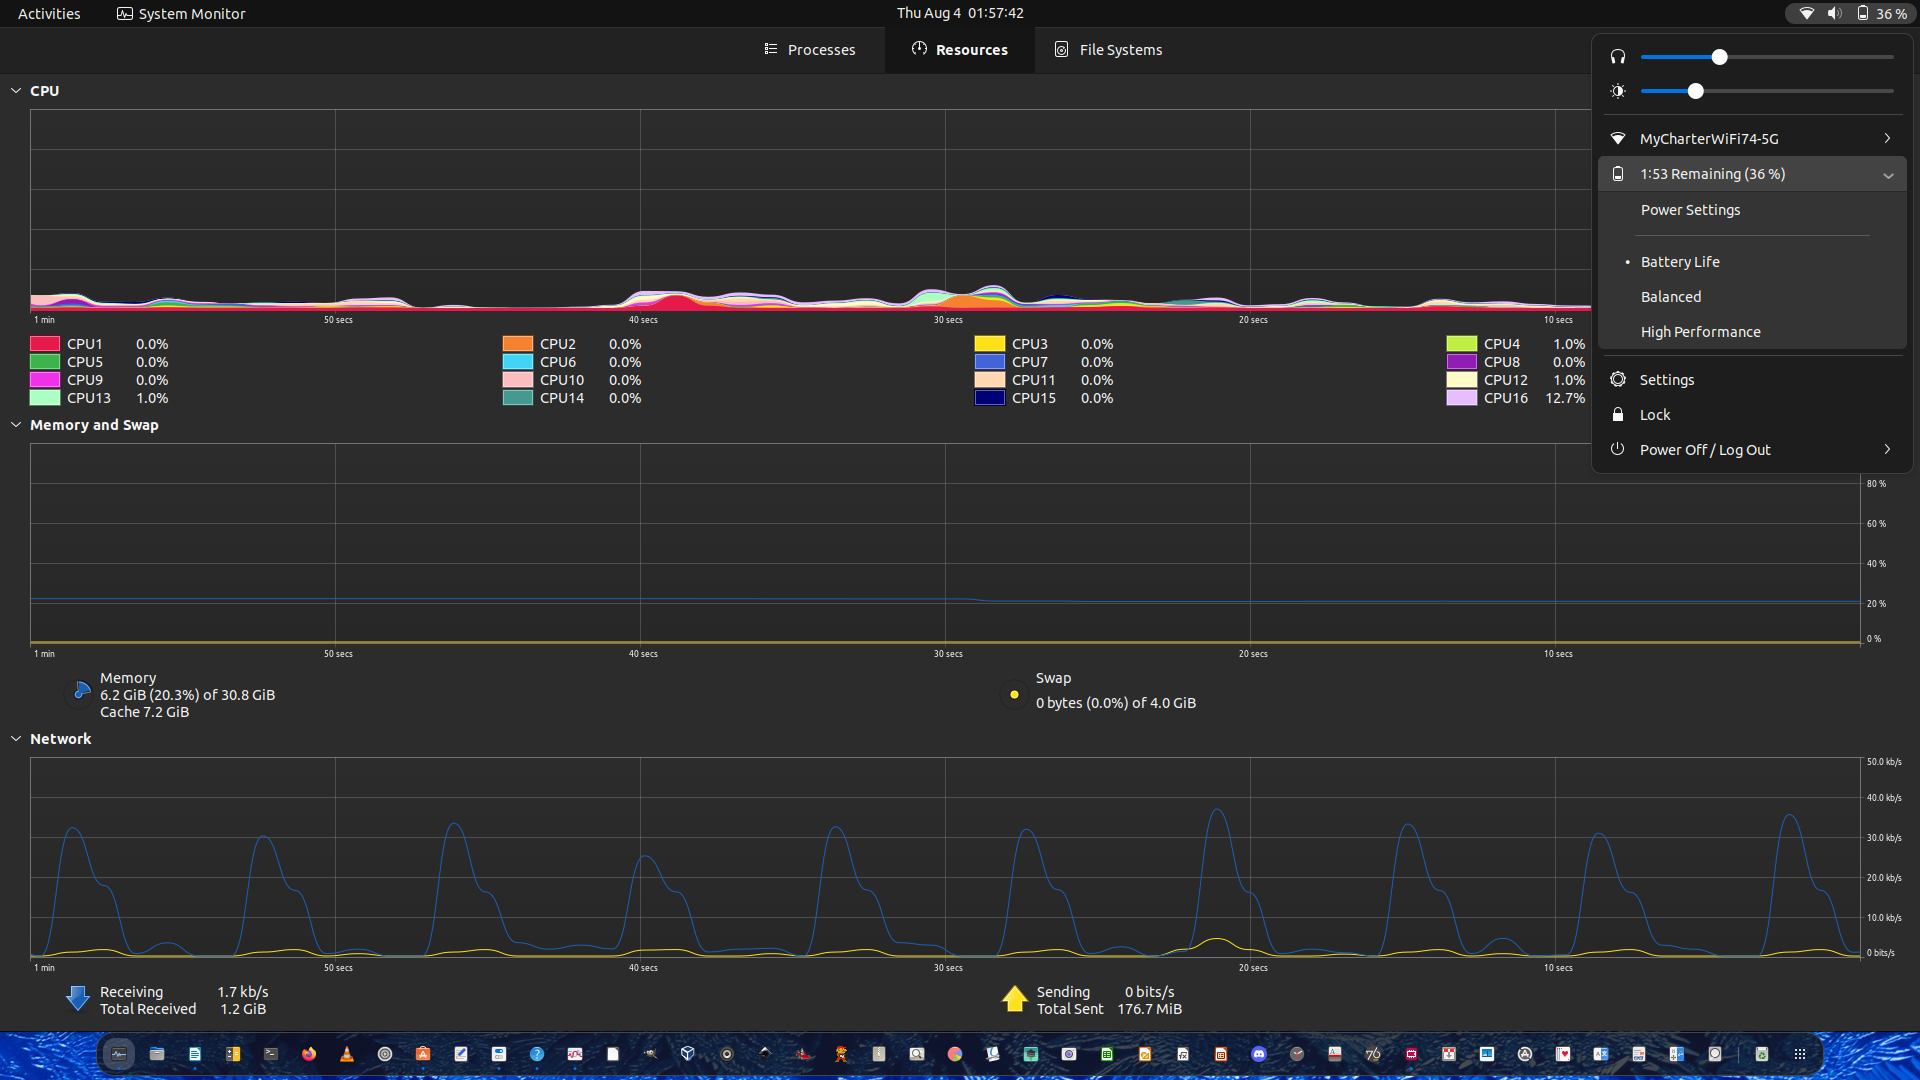 Activities
System Monitor
Thu Aug 4 01:57:42
36 %
Processes
Resources
File Systems
CPU
1 min
50 secs
40 secs
30 secs
20 secs
10 secs
CPU1 0.0%
CPU2 0.0%
CPU3 0.0%
CPU4 1.0%
CPU5 0.0%
CPU6 0.0%
CPU7 0.0%
CPU8 0.0%
CPU9 0.0%
CPU10 0.0%
CPU11 0.0%
CPU12 1.0%
CPU13 1.0%
CPU14 0.0%
CPU15 0.0%
CPU16 12.7%
MyCharterWiFi74-5G
1:53 Remaining (36 %)
Power Settings
Battery Life
Balanced
High Performance
Settings
Lock
Power Off / Log Out
Memory and Swap
80 %
60 %
40 %
20 %
0 %
1 min
50 secs
40 secs
30 secs
20 secs
10 secs
Memory
6.2 GiB (20.3%) of 30.8 GiB
Cache 7.2 GiB
Swap
0 bytes (0.0%) of 4.0 GiB
Network
50.0 kb/s
40.0 kb/s
30.0 kb/s
20.0 kb/s
10.0 kb/s
0 bits/s
1 min
50 secs
40 secs
30 secs
20 secs
10 secs
Receiving 1.7 kb/s
Total Received 1.2 GiB
Sending 0 bits/s
Total Sent 176.7 MiB
76